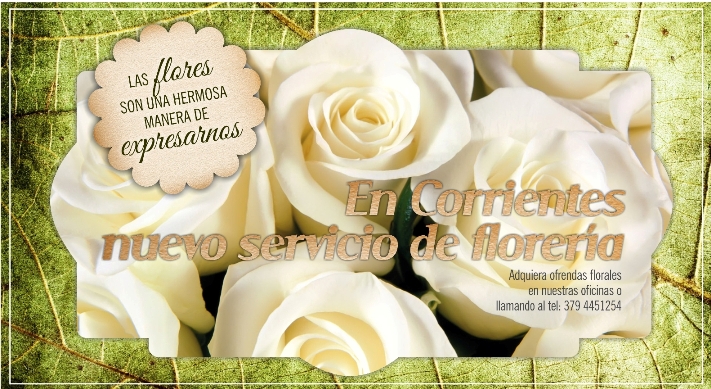 LAS flores
SON UNA HERMOSA
MANERA DE
expresarnos
En Corrientes
nuevo servicio de florería
Adquiera ofrendas florales
en nuestras oficinas o
llamando al tel: 379 4451254